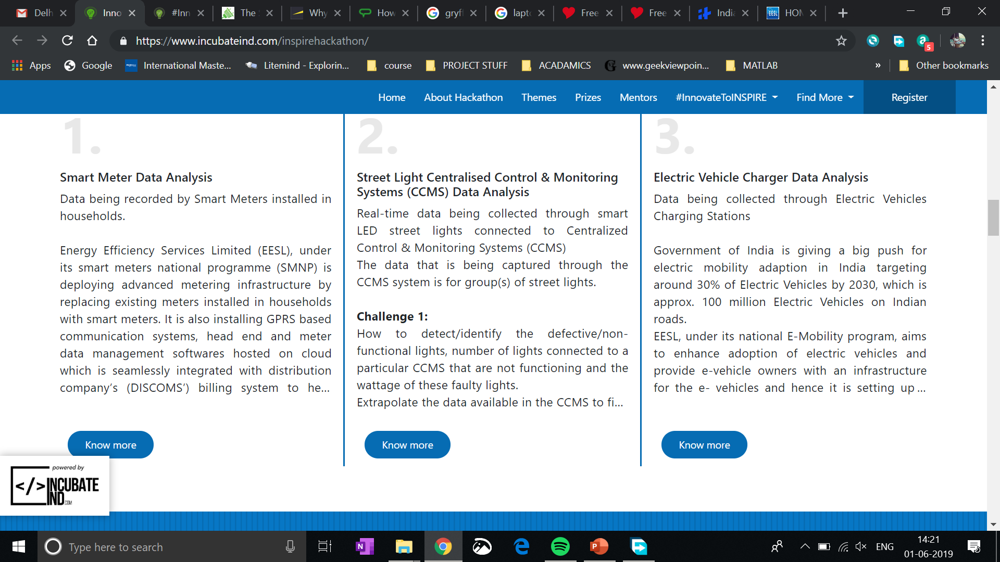 Delh
Inno
#Inn
The
Why
How
gryf
lapt
Free
Free
India
HOM
https://www.incubateind.com/inspirehackathon/
5
Apps
Google
International Maste...
Litemind - Explorin...
course
PROJECT STUFF
ACADAMICS
www.geekviewpoin...
MATLAB
»
Other bookmarks
Home
About Hackathon
Themes
Prizes
Mentors
#InnovateToINSPIRE
Find More
Register
1.
Smart Meter Data Analysis
Data being recorded by Smart Meters installed in
households.
Energy Efficiency Services Limited (EESL), under
its smart meters national programme (SMNP) is
deploying advanced metering infrastructure by
replacing existing meters installed in households
with smart meters. It is also installing GPRS based
communication systems, head end and meter
data management softwares hosted on cloud
which is seamlessly integrated with distribution
company’s (DISCOMS’) billing system to he...
Know more
2.
Street Light Centralised Control & Monitoring
Systems (CCMS) Data Analysis
Real-time data being collected through smart
LED street lights connected to Centralized
Control & Monitoring Systems (CCMS)
The data that is being captured through the
CCMS system is for group(s) of street lights.
Challenge 1:
How to detect/identify the defective/non-
functional lights, number of lights connected to a
particular CCMS that are not functioning and the
wattage of these faulty lights.
Extrapolate the data available in the CCMS to fi...
Know more
3.
Electric Vehicle Charger Data Analysis
Data being collected through Electric Vehicles
Charging Stations
Government of India is giving a big push for
electric mobility adaption in India targeting
around 30% of Electric Vehicles by 2030, which is
approx. 100 million Electric Vehicles on Indian
roads.
EESL, under its national E-Mobility program, aims
to enhance adoption of electric vehicles and
provide e-vehicle owners with an infrastructure
for the e- vehicles and hence it is setting up ...
Know more
powered by
</>INCUBATE
IND.COM
Type here to search
ENG
14:21
01-06-2019